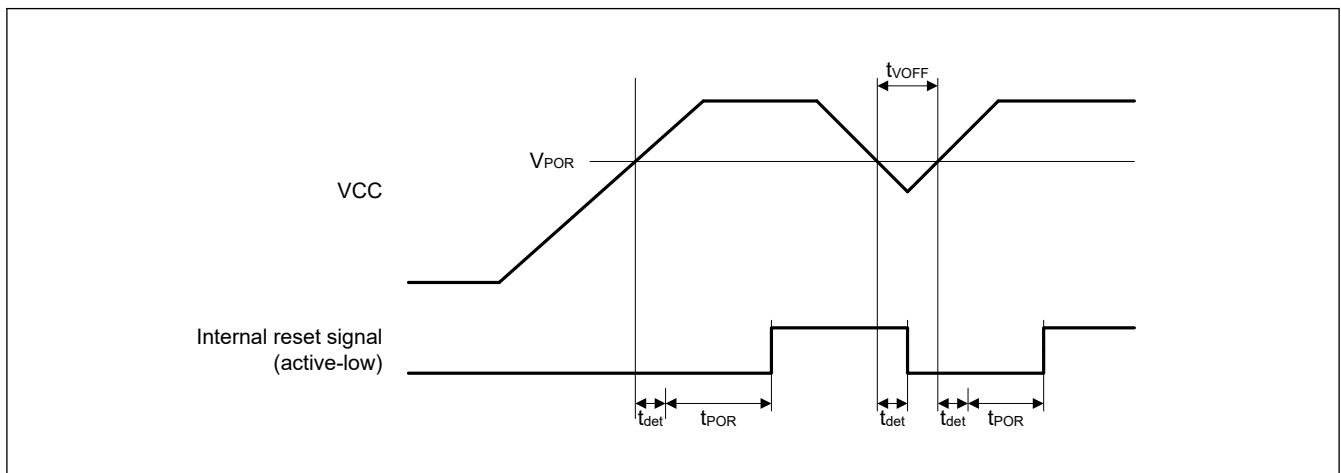 tVOFF
VPOR
VCC
Internal reset signal
(active-low)
tdet
tPOR
tdet
tdet
tPOR